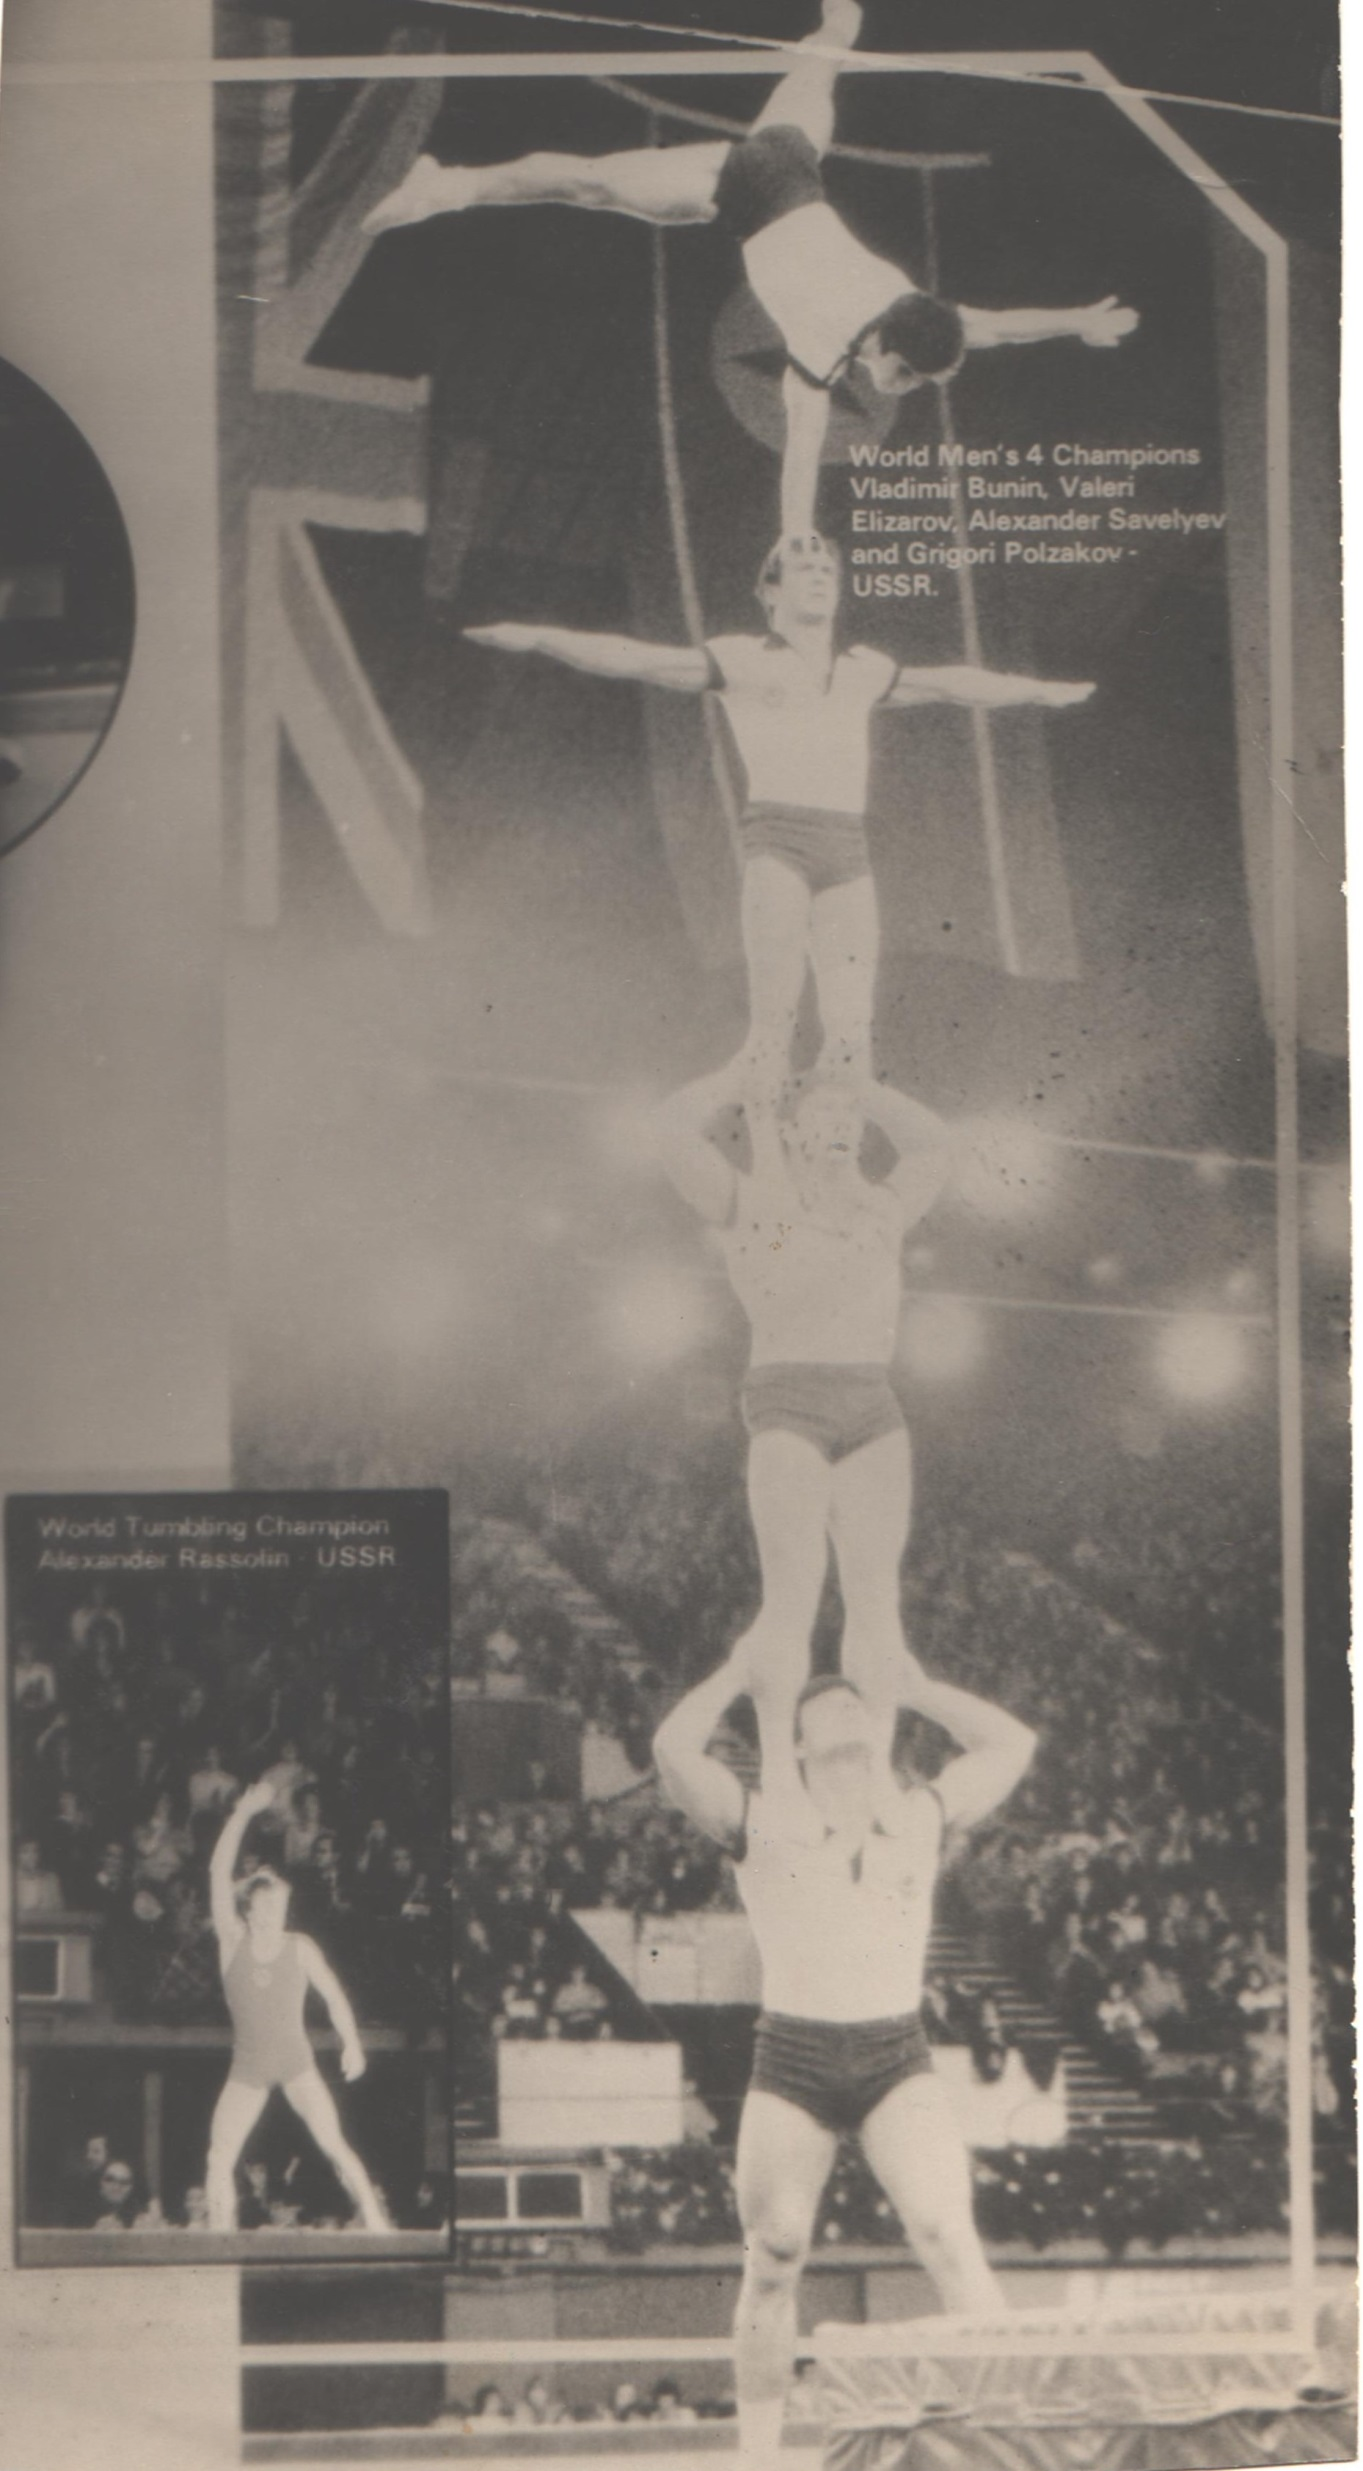 World Men's 4 Champions
Vladimir Bunin, Valeri
Elizarov, Alexander Savelyev
and Grigori Polzakov -
USSR.
World Tumbling Champion
Alexander Rassolin - USSR